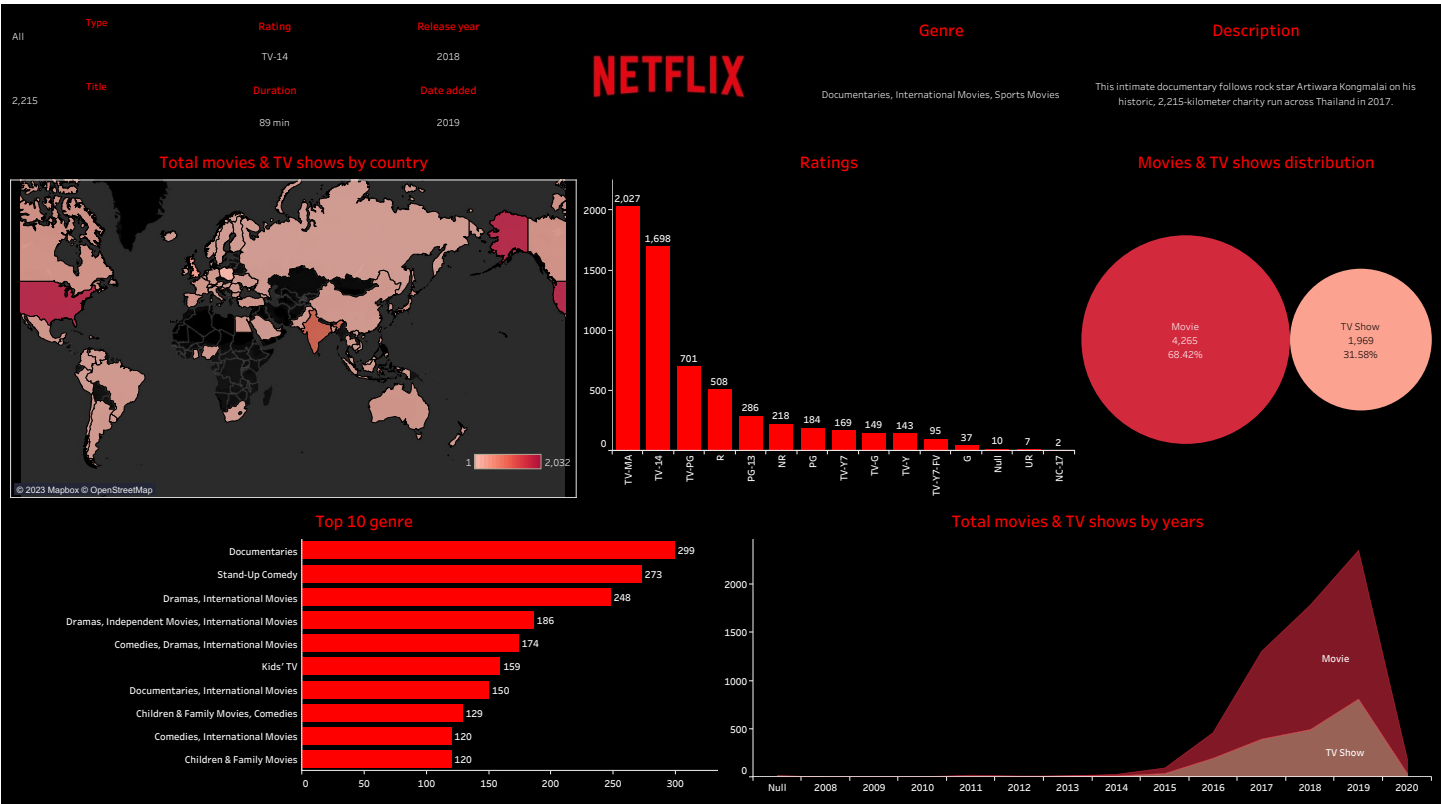 Type
All
Rating
TV-14
Release year
2018
Title
2,215
Duration
89 min
Date added
2019
NETFLIX
Genre
Documentaries, International Movies, Sports Movies
Description
This intimate documentary follows rock star Artiwara Kongmalai on his
historic, 2,215-kilometer charity run across Thailand in 2017.
Total movies & TV shows by country
1
2,032
© 2023 Mapbox © OpenStreetMap
Ratings
2000
1500
1000
500
0
2,027
1,698
701
508
286
218
184
169
149
143
95
37
10
7
2
TV-MA
TV-14
TV-PG
R
PG-13
NR
PG
TV-Y7
TV-G
TV-Y
TV-Y7-FV
G
Null
UR
NC-17
Movies & TV shows distribution
Movie
4,265
68.42%
TV Show
1,969
31.58%
Top 10 genre
Documentaries 299
Stand-Up Comedy 273
Dramas, International Movies 248
Dramas, Independent Movies, International Movies 186
Comedies, Dramas, International Movies 174
Kids' TV 159
Documentaries, International Movies 150
Children & Family Movies, Comedies 129
Comedies, International Movies 120
Children & Family Movies 120
0 50 100 150 200 250 300
Total movies & TV shows by years
2000
1500
1000
500
0
Movie
TV Show
Null 2008 2009 2010 2011 2012 2013 2014 2015 2016 2017 2018 2019 2020